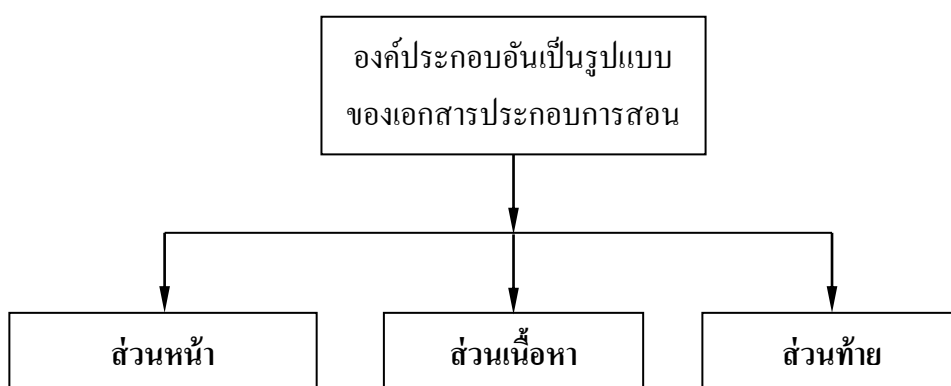 องค์ประกอบอันเป็นรูปแบบ
ของเอกสารประกอบการสอน
ส่วนหน้า
ส่วนเนื้อหา
ส่วนท้าย